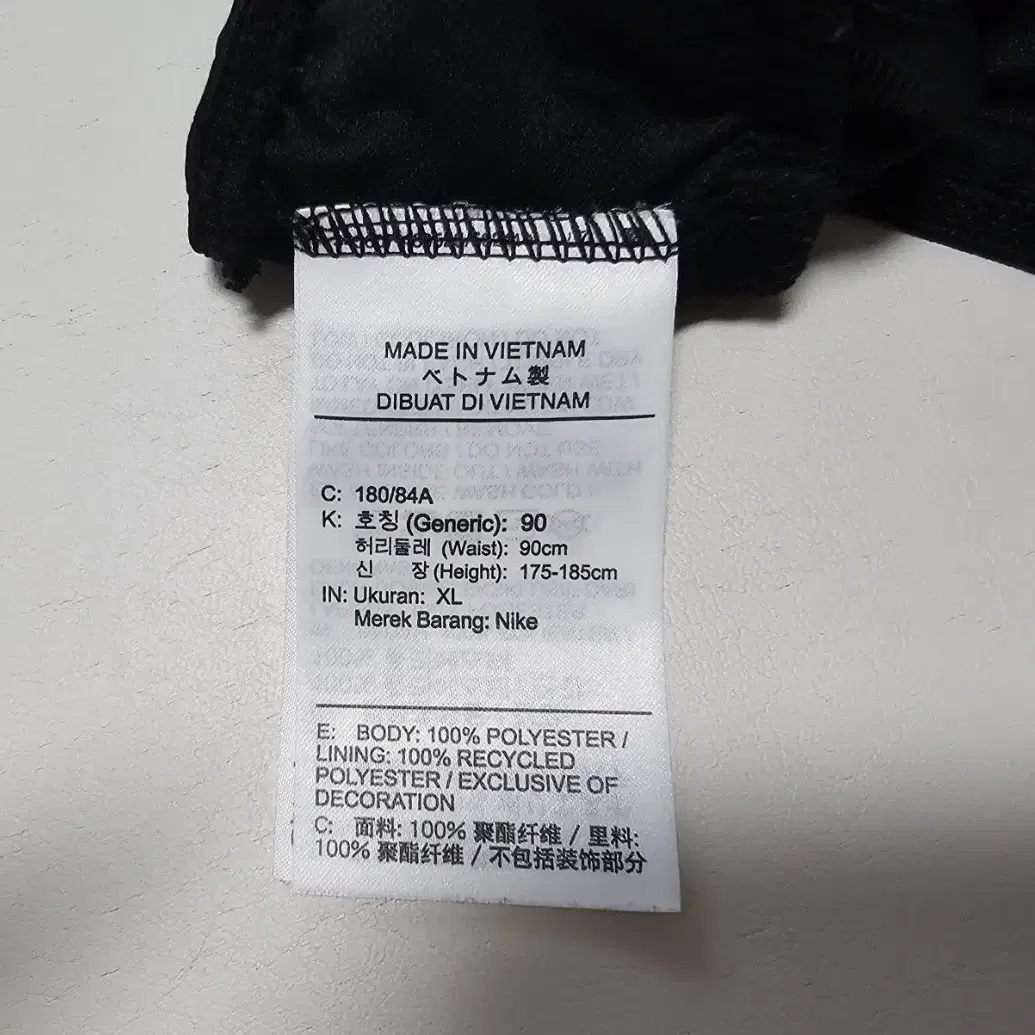 MADE IN VIETNAM
ベトナム製
DIBUAT DI VIETNAM
C: 180/84A
K: 호칭 (Generic): 90
허리둘레 (Waist): 90cm
신 장 (Height): 175-185cm
IN: Ukuran: XL
Merek Barang: Nike
E: BODY: 100% POLYESTER /
LINING: 100% RECYCLED
POLYESTER / EXCLUSIVE OF
DECORATION
C: 面料: 100% 聚酯纤维 / 里料:
100% 聚酯纤维 / 不包括装饰部分